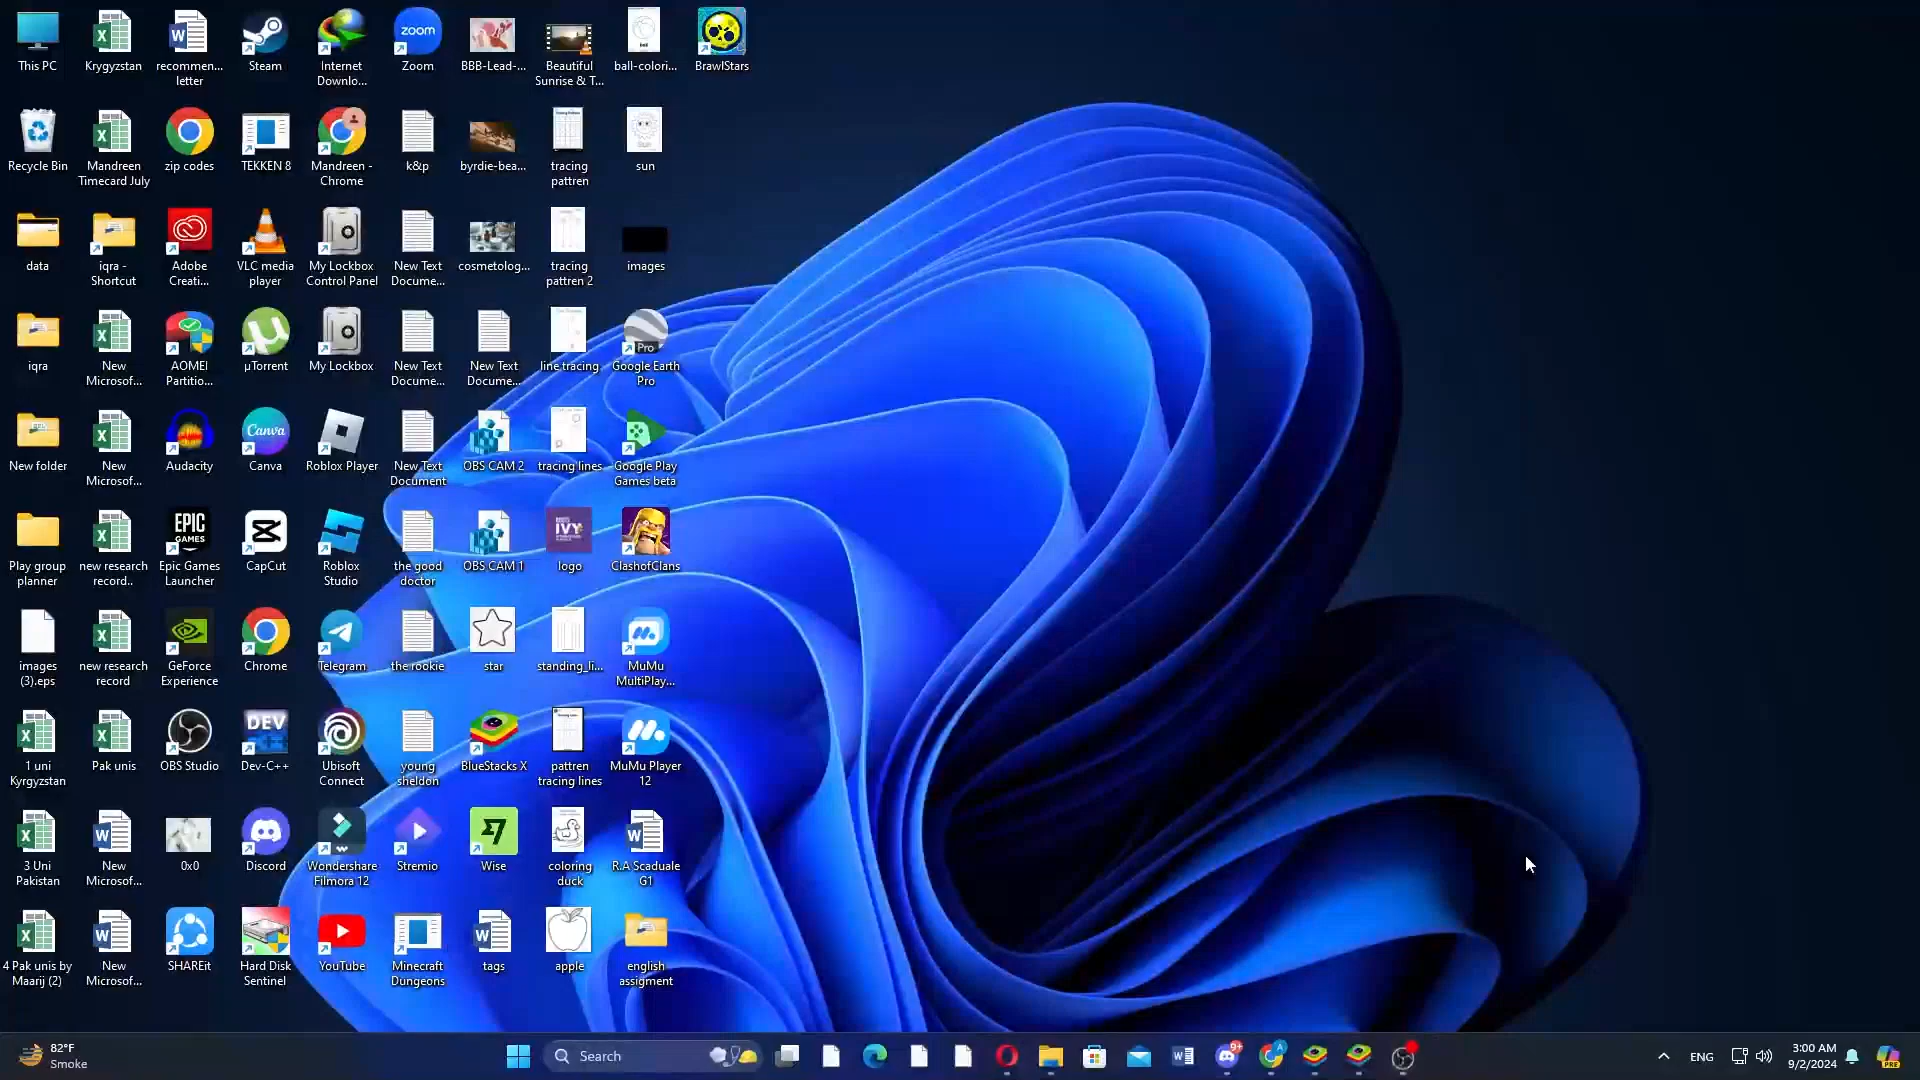 This PC
Krygyzstan
recommen...
letter
Steam
Internet
Downlo...
zoom
Zoom
BBB-Lead-...
Beautiful
Sunrise & T...
ball-colori...
BrawlStars
Recycle Bin
Mandreen
Timecard July
zip codes
TEKKEN 8
Mandreen -
Chrome
k&p
byrdie-bea...
tracing
pattren
sun
data
iqra -
Shortcut
Adobe
Creati...
VLC media
player
My Lockbox
Control Panel
New Text
Docume...
cosmetolog...
tracing
pattren 2
images
iqra
New
Microsof...
AOMEI
Partitio...
µTorrent
My Lockbox
New Text
Docume...
New Text
Docume...
line tracing
Pro
Google Earth
Pro
New folder
New
Microsof...
Audacity
Canva
Canva
Roblox Player
New Text
Document
OBS CAM 2
tracing lines
Google Play
Games beta
Play group
planner
new research
record..
EPIC
GAMES
Epic Games
Launcher
CapCut
Roblox
Studio
the good
doctor
OBS CAM 1
IVY
logo
ClashofClans
images
(3).eps
new research
record
GeForce
Experience
Chrome
Telegram
the rookie
star
standing_li...
MuMu
MultiPlay...
1 uni
Kyrgyzstan
Pak unis
OBS Studio
DEV
Dev-C++
Ubisoft
Connect
young
sheldon
BlueStacks X
pattren
tracing lines
MuMu Player
12
3 Uni
Pakistan
New
Microsof...
0x0
Discord
Wondershare
Filmora 12
Stremio
Wise
coloring
duck
R.A Scaduale
G1
4 Pak unis by
Maarij (2)
New
Microsof...
SHAREit
Hard Disk
Sentinel
YouTube
Minecraft
Dungeons
tags
apple
english
assigment
82°F
Smoke
Search
9+
ENG
3:00 AM
9/2/2024
PRE